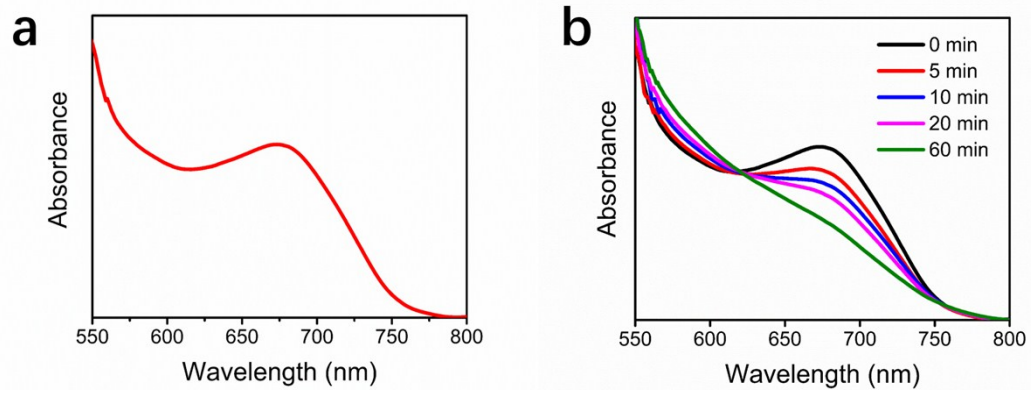 a
Absorbance
550 600 650 700 750 800
Wavelength (nm)
b
Absorbance
0 min
5 min
10 min
20 min
60 min
550 600 650 700 750 800
Wavelength (nm)